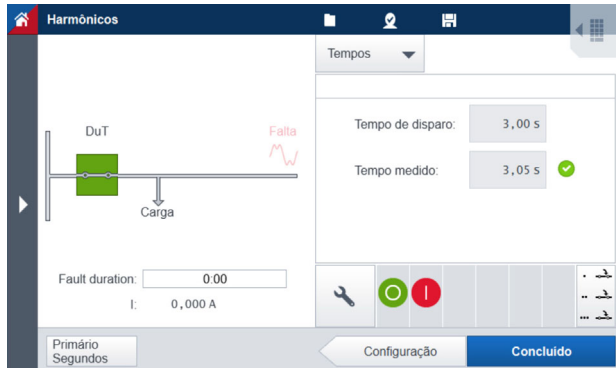 Harmônicos
Tempos
DuT
Falta
Carga
Tempo de disparo: 3,00 s
Tempo medido: 3,05 s
Fault duration: 0:00
I: 0,000 A
Primário
Segundos
Configuração
Concluido